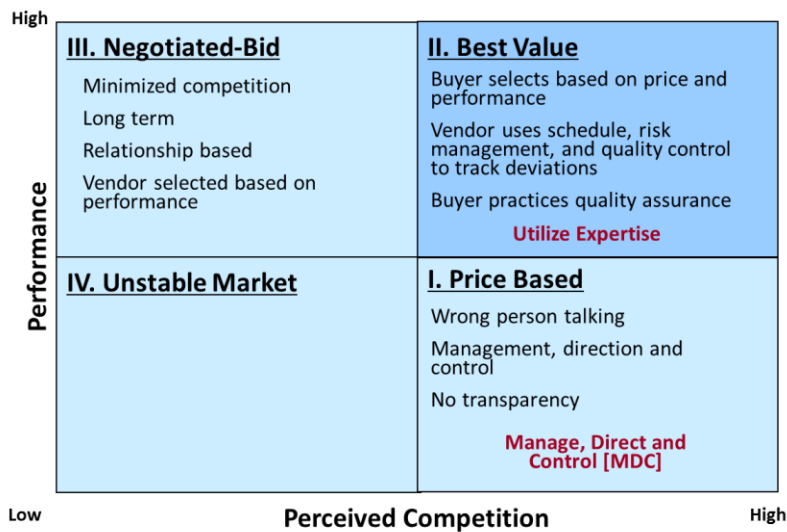 High
III. Negotiated-Bid
Minimized competition
Long term
Relationship based
Vendor selected based on
performance
II. Best Value
Buyer selects based on price and
performance
Vendor uses schedule, risk
management, and quality control
to track deviations
Buyer practices quality assurance
Utilize Expertise
Performance
IV. Unstable Market
I. Price Based
Wrong person talking
Management, direction and
control
No transparency
Manage, Direct and
Control [MDC]
Low
Perceived Competition
High